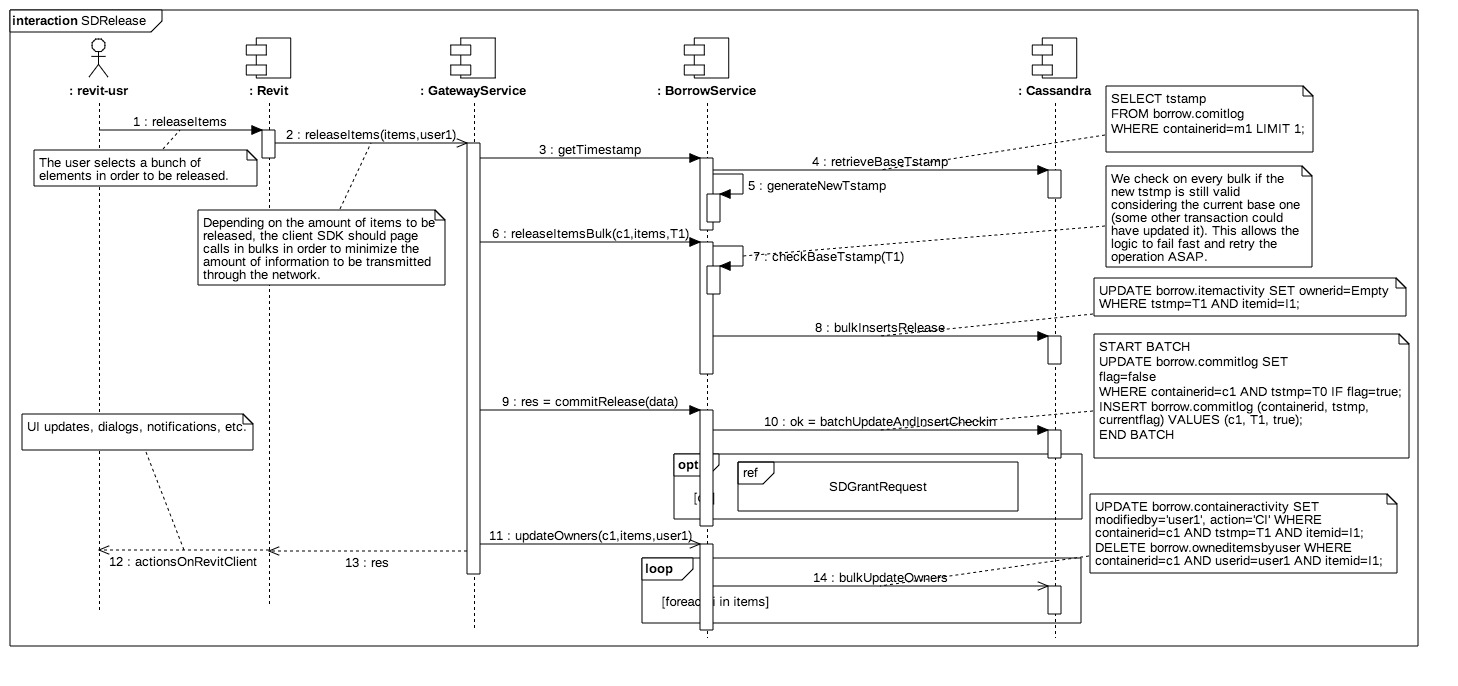 interaction SDRelease
: revit-usr
: Revit
: GatewayService
: BorrowService
: Cassandra
SELECT tstamp
FROM borrow.comitlog
WHERE containerid=m1 LIMIT 1;
1 : releaseItems
2 : releaseItems(items,user1)
The user selects a bunch of
elements in order to be released.
3 : getTimestamp
4 : retrieveBaseTstamp
5 : generateNewTstamp
We check on every bulk if the
new tstmp is still valid
considering the current base one
(some other transaction could
have updated it). This allows the
logic to fail fast and retry the
operation ASAP.
Depending on the amount of items to be
released, the client SDK should page
calls in bulks in order to minimize the
amount of information to be transmitted
through the network.
6 : releaseItemsBulk(c1,items,T1)
7 : checkBaseTstamp(T1)
UPDATE borrow.itemactivity SET ownerid=Empty
WHERE tstmp=T1 AND itemid=I1;
8 : bulkInsertsRelease
START BATCH
UPDATE borrow.commitlog SET
flag=false
WHERE containerid=c1 AND tstmp=T0 IF flag=true;
INSERT borrow.commitlog (containerid, tstmp,
currentflag) VALUES (c1, T1, true);
END BATCH
9 : res = commitRelease(data)
10 : ok = batchUpdateAndInsertCheckin
UI updates, dialogs, notifications, etc.
opt
ref
SDGrantRequest
11 : updateOwners(c1,items,user1)
UPDATE borrow.containeractivity SET
modifiedby='user1', action='CI' WHERE
containerid=c1 AND tstmp=T1 AND itemid=I1;
DELETE borrow.owneditemsbyuser WHERE
containerid=c1 AND userid=user1 AND itemid=I1;
12 : actionsOnRevitClient
13 : res
loop
14 : bulkUpdateOwners
i in items]